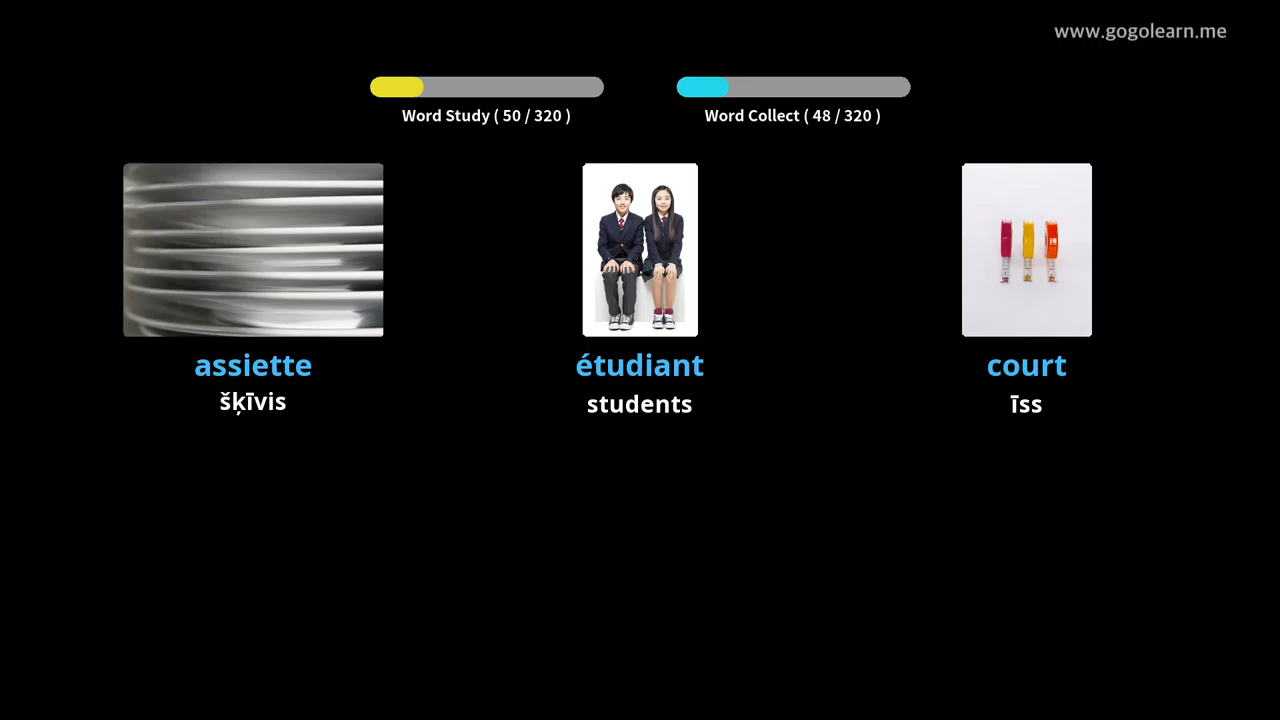 www.gogolearn.me
Word Study ( 50 / 320 )
Word Collect ( 48 / 320 )
assiette
šķīvis
étudiant
students
court
īss